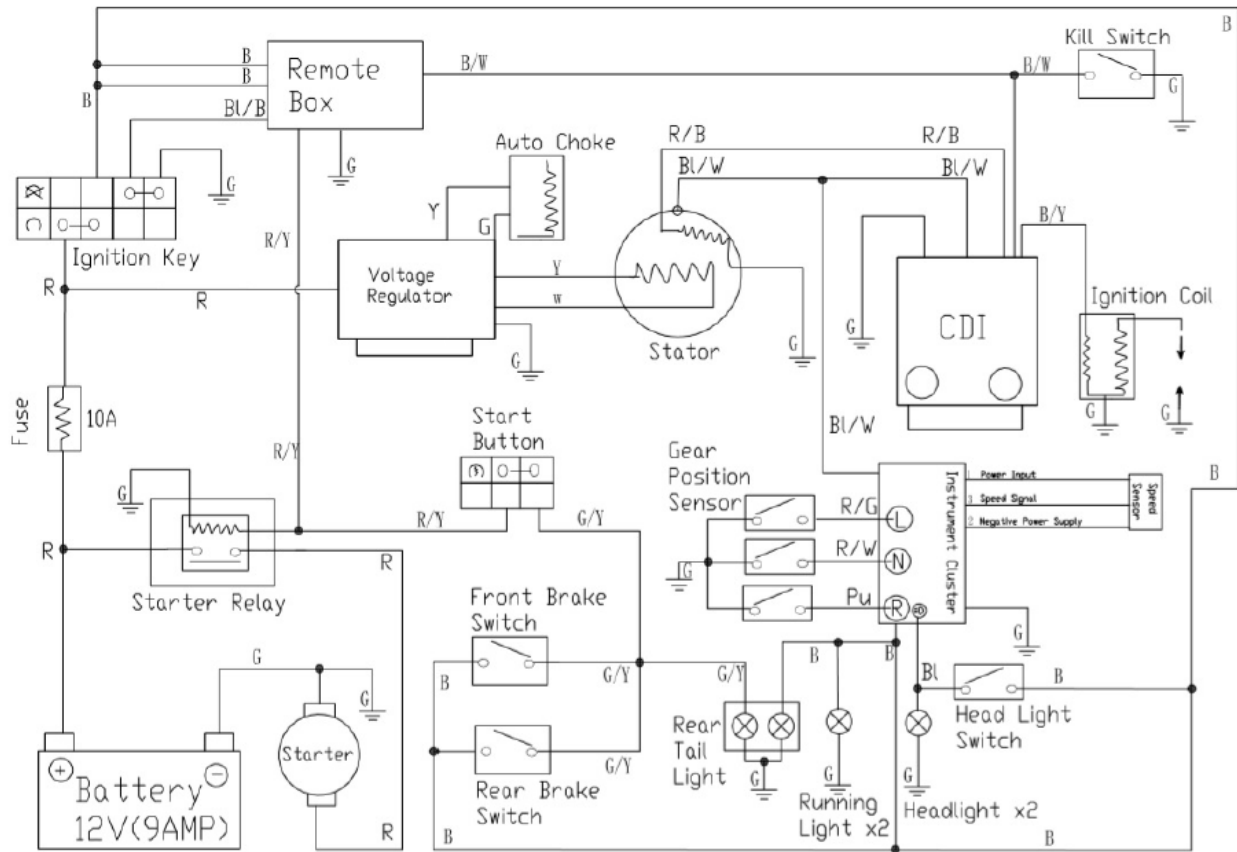 B
Kill Switch
B
B
Remote
Box
B/W
B/W
B
Bl/B
G
G
Auto Choke
R/B
R/B
Bl/W
Bl/W
G
Y
G
B/Y
R/Y
Ignition Key
Voltage
Regulator
Y
W
R
R
Ignition Coil
CDI
G
Stator
G
G
G
G
Fuse
10A
Start
Button
Bl/W
R/Y
Gear
Position
Sensor
B
1 Power Input
3 Speed Signal
2 Negative Power Supply
Speed
Sensor
Instrument Cluster
G
R/Y
G/Y
R/G
L
R
R
R/W
N
G
Starter Relay
Pu
R
Front Brake
Switch
G
G
G
B
G/Y
G/Y
B
B
Bl
B
Rear
Tail
Light
Head Light
Switch
Starter
+
-
Battery
12V(9AMP)
G/Y
Rear Brake
Switch
G
G
G
Running
Light x2
Headlight x2
R
B
B